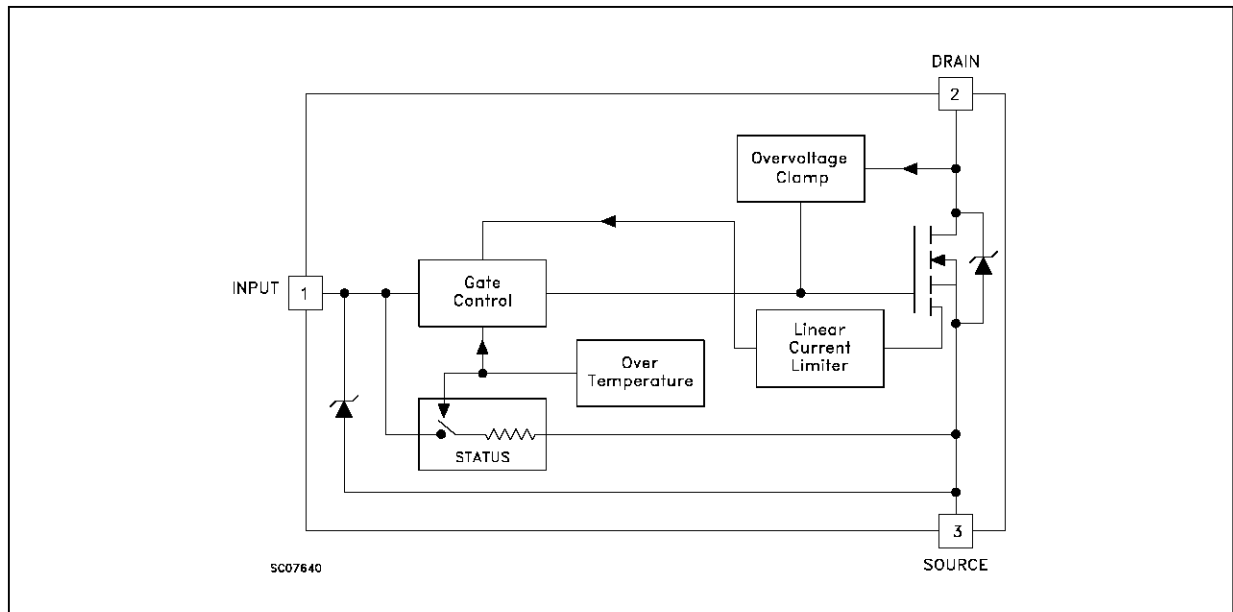 DRAIN
2
Overvoltage
Clamp
INPUT
1
Gate
Control
Linear
Current
Limiter
Over
Temperature
STATUS
3
SOURCE
SC07640